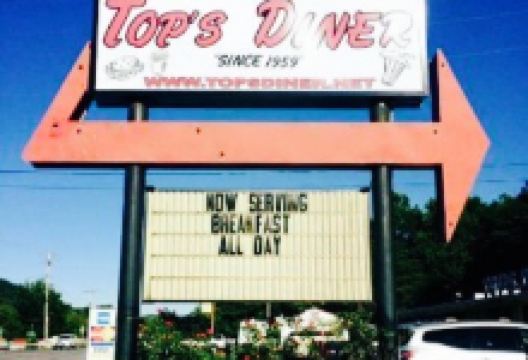 TOP'S DINER
"SINCE 1959"
WWW.TOPSDINER.NET
NOW SERVING
BREAKFAST
ALL DAY